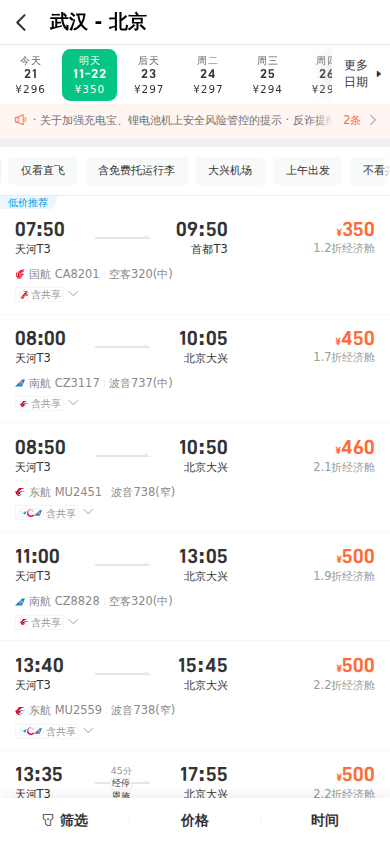 武汉 - 北京
今天 明天 后天 周二 周三
21 11-22 23 24 25 26
¥296 ¥350 ¥297 ¥297 ¥294
更多
日期
· 关于加强充电宝、锂电池机上安全风险管控的提示 · 反诈提 2条
仅看直飞 含免费托运行李 大兴机场 上午出发 不看
低价推荐
07:50 09:50 ¥350
天河T3 首都T3 1.2折经济舱
国航 CA8201 空客320(中)
含共享
08:00 10:05 ¥450
天河T3 北京大兴 1.7折经济舱
南航 CZ3117 波音737(中)
含共享
08:50 10:50 ¥460
天河T3 北京大兴 2.1折经济舱
东航 MU2451 波音738(窄)
含共享
11:00 13:05 ¥500
天河T3 北京大兴 1.9折经济舱
南航 CZ8828 空客320(中)
含共享
13:40 15:45 ¥500
天河T3 北京大兴 2.2折经济舱
东航 MU2559 波音738(窄)
含共享
45分
13:35 经停 17:55 ¥500
天河T3 恩施 北京大兴 2.2折经济舱
筛选 价格 时间